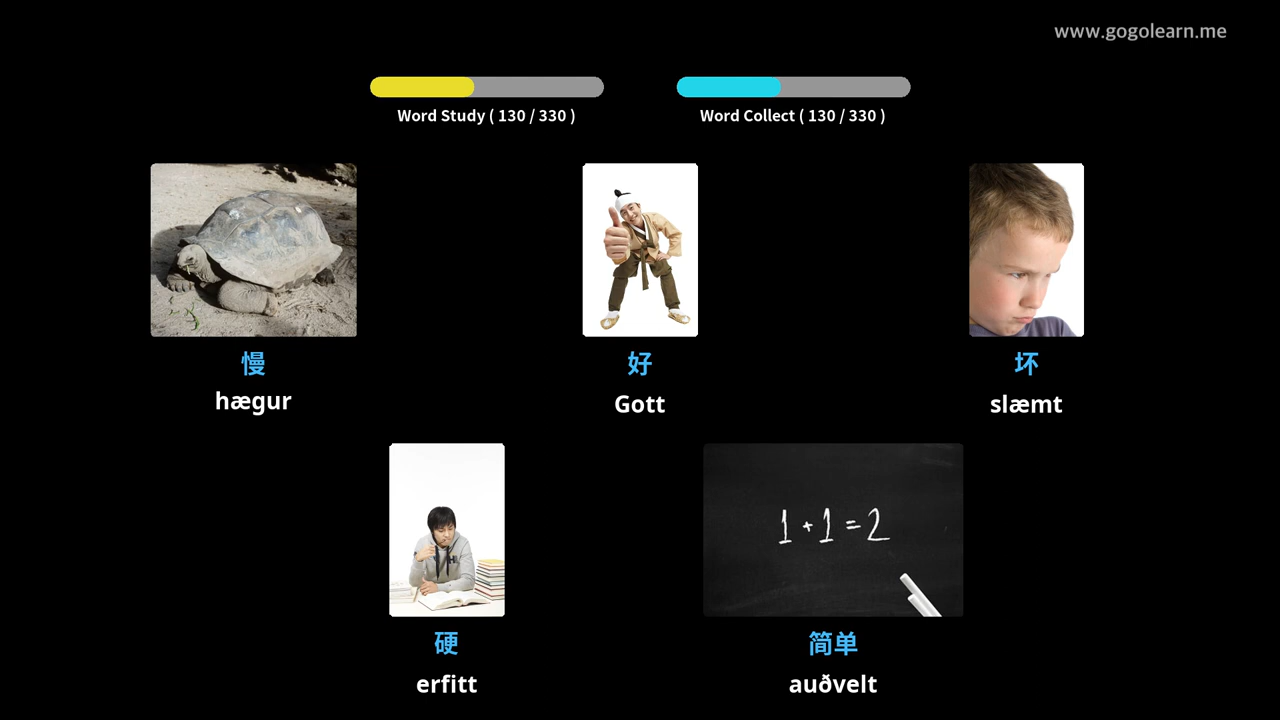 www.gogolearn.me
Word Study ( 130 / 330 )
Word Collect ( 130 / 330 )
慢
hægur
好
Gott
坏
slæmt
硬
erfitt
1 + 1 = 2
简单
auðvelt